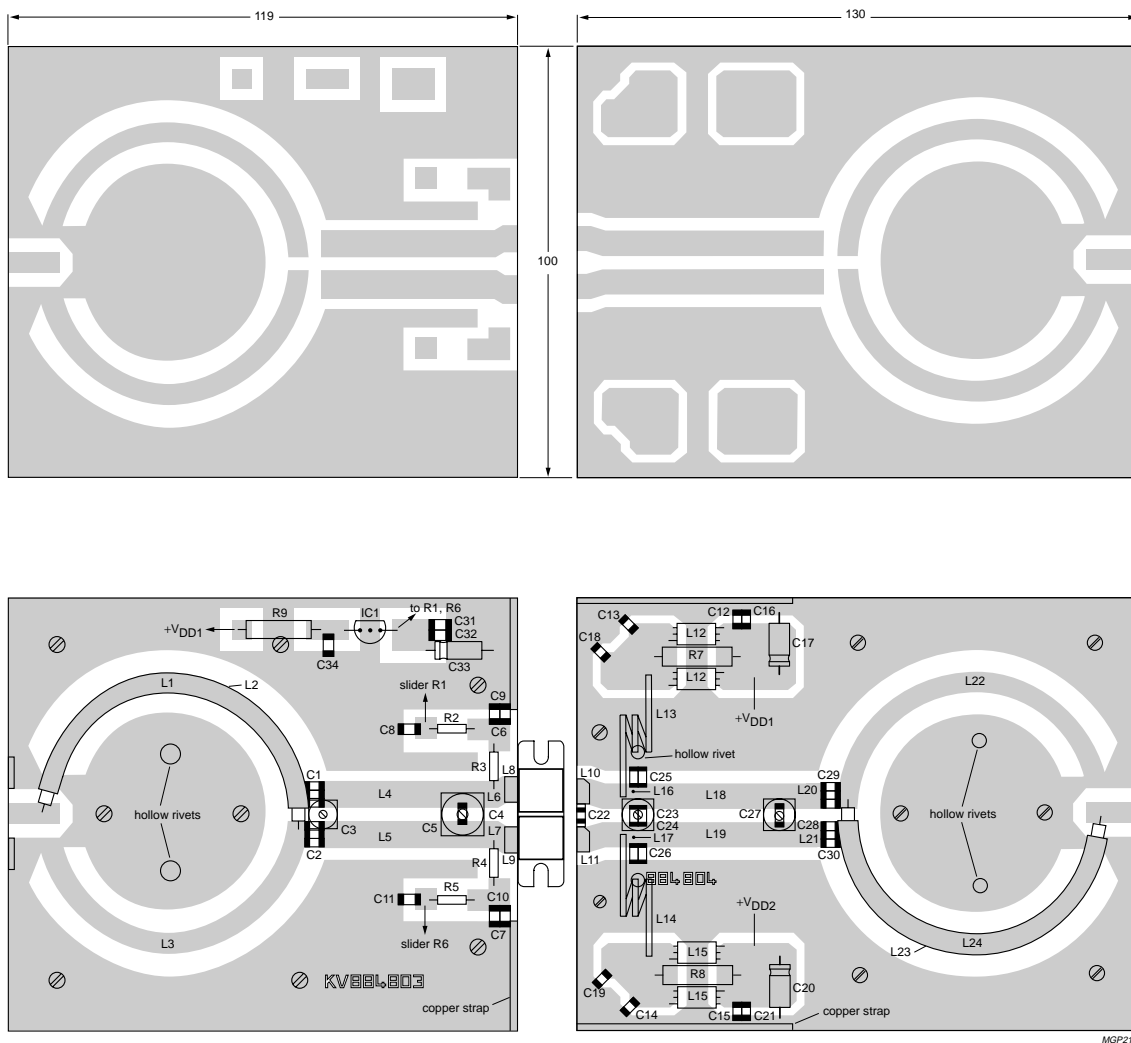 119
130
100
R9
IC1
to R1, R6
+VDD1
C31
C32
C34
C33
L1
L2
slider R1
C9
C8
R2
C6
R3
L8
C1
L4
L6
hollow rivets
C3
C5
C4
L5
L7
C2
R4
L9
C11
R5
C10
C7
L3
slider R6
KV884803
copper strap
C13
C12
C16
C18
L12
C17
R7
L12
L22
L13
+VDD1
hollow rivet
L10
C25
L16
C29
L20
L18
C22
C23
C27
hollow rivets
C24
C28
L17
L19
L21
L11
C26
C30
884804
L14
+VDD2
L23
L24
L15
R8
C19
L15
C20
C14
C15
C21
copper strap
MGP21